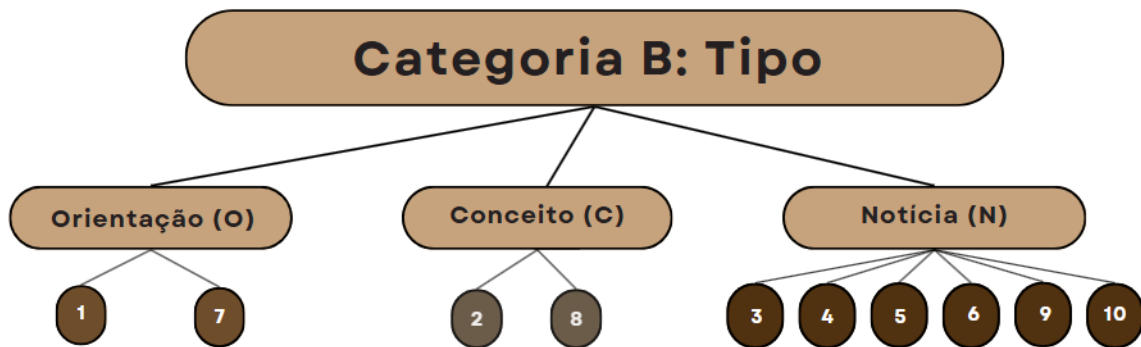 Categoria B: Tipo
Orientação (O)
Conceito (C)
Notícia (N)
1
7
2
8
3
4
5
6
9
10